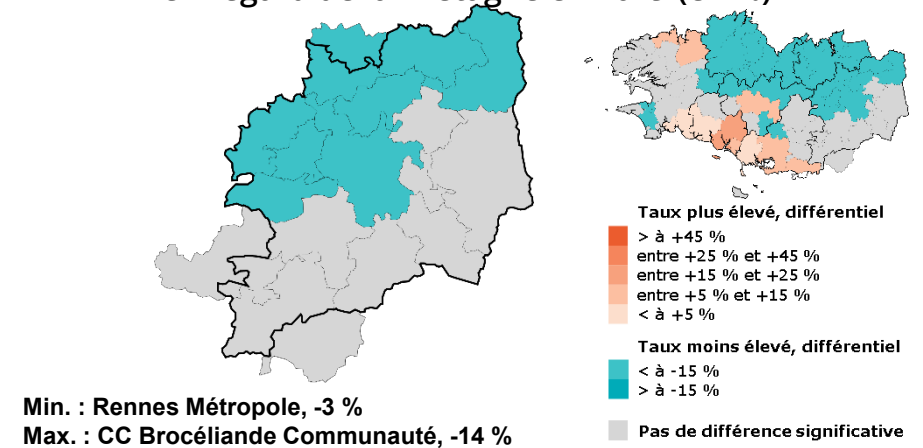 Taux plus élevé, différentiel
> à +45 %
entre +25 % et +45 %
entre +15 % et +25 %
entre +5 % et +15 %
< à +5 %
Taux moins élevé, différentiel
< à -15 %
> à -15 %
Pas de différence significative
Min. : Rennes Métropole, -3 %
Max. : CC Brocéliande Communauté, -14 %